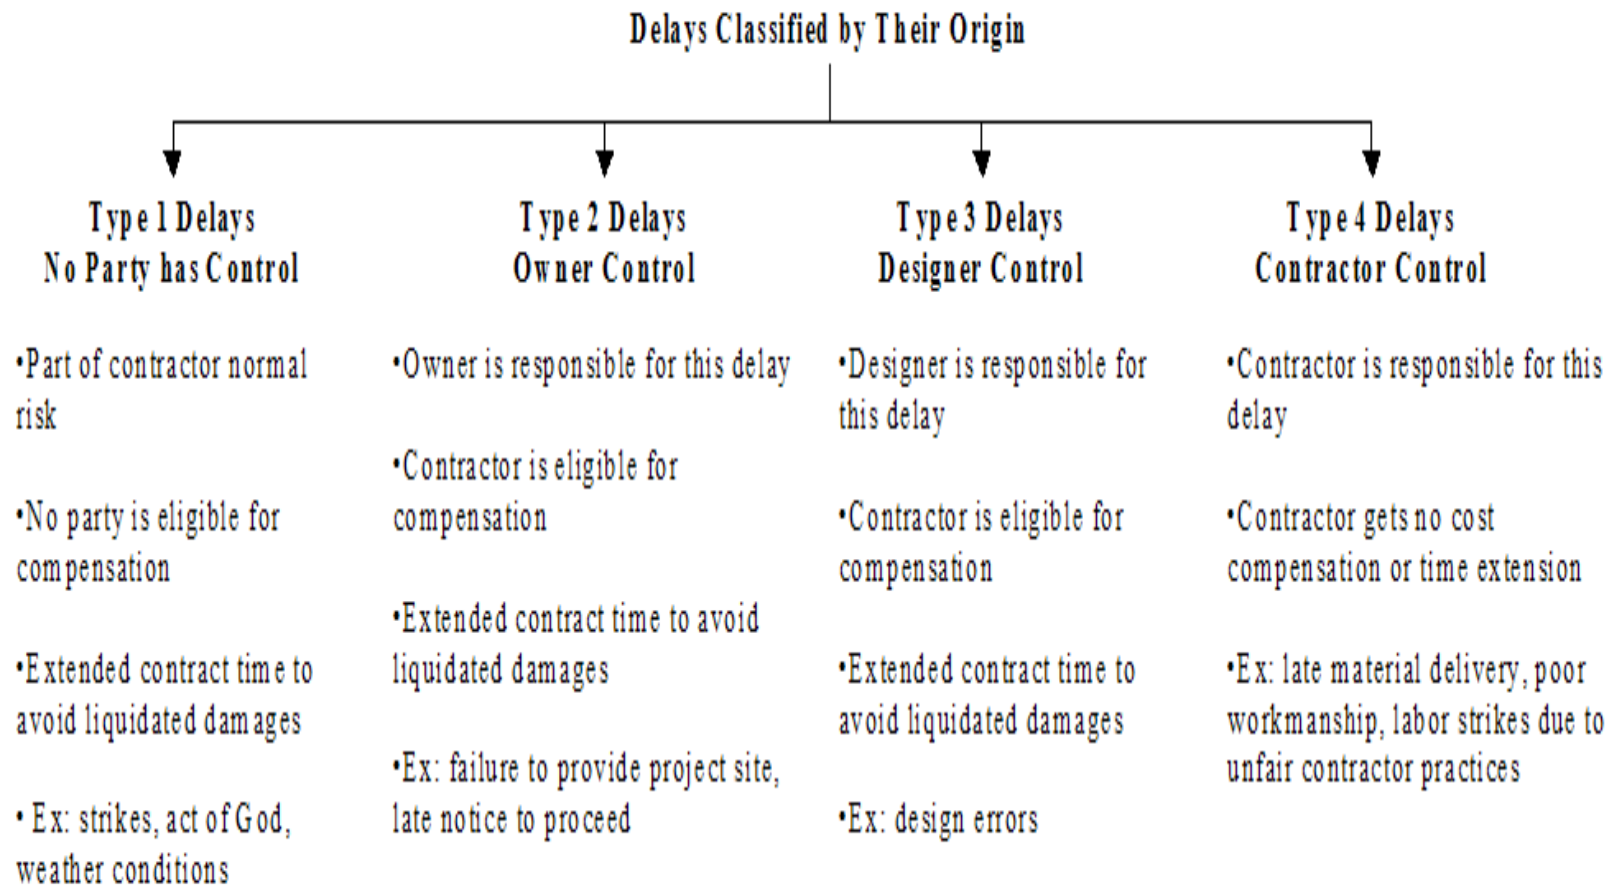 Delays Classified by Their Origin
Type 1 Delays
No Party has Control
•Part of contractor normal
risk
•No party is eligible for
compensation
•Extended contract time to
avoid liquidated damages
• Ex: strikes, act of God,
weather conditions
Type 2 Delays
Owner Control
•Owner is responsible for this delay
•Contractor is eligible for
compensation
•Extended contract time to avoid
liquidated damages
•Ex: failure to provide project site,
late notice to proceed
Type 3 Delays
Designer Control
•Designer is responsible for
this delay
•Contractor is eligible for
compensation
•Extended contract time to
avoid liquidated damages
•Ex: design errors
Type 4 Delays
Contractor Control
•Contractor is responsible for this
delay
•Contractor gets no cost
compensation or time extension
•Ex: late material delivery, poor
workmanship, labor strikes due to
unfair contractor practices